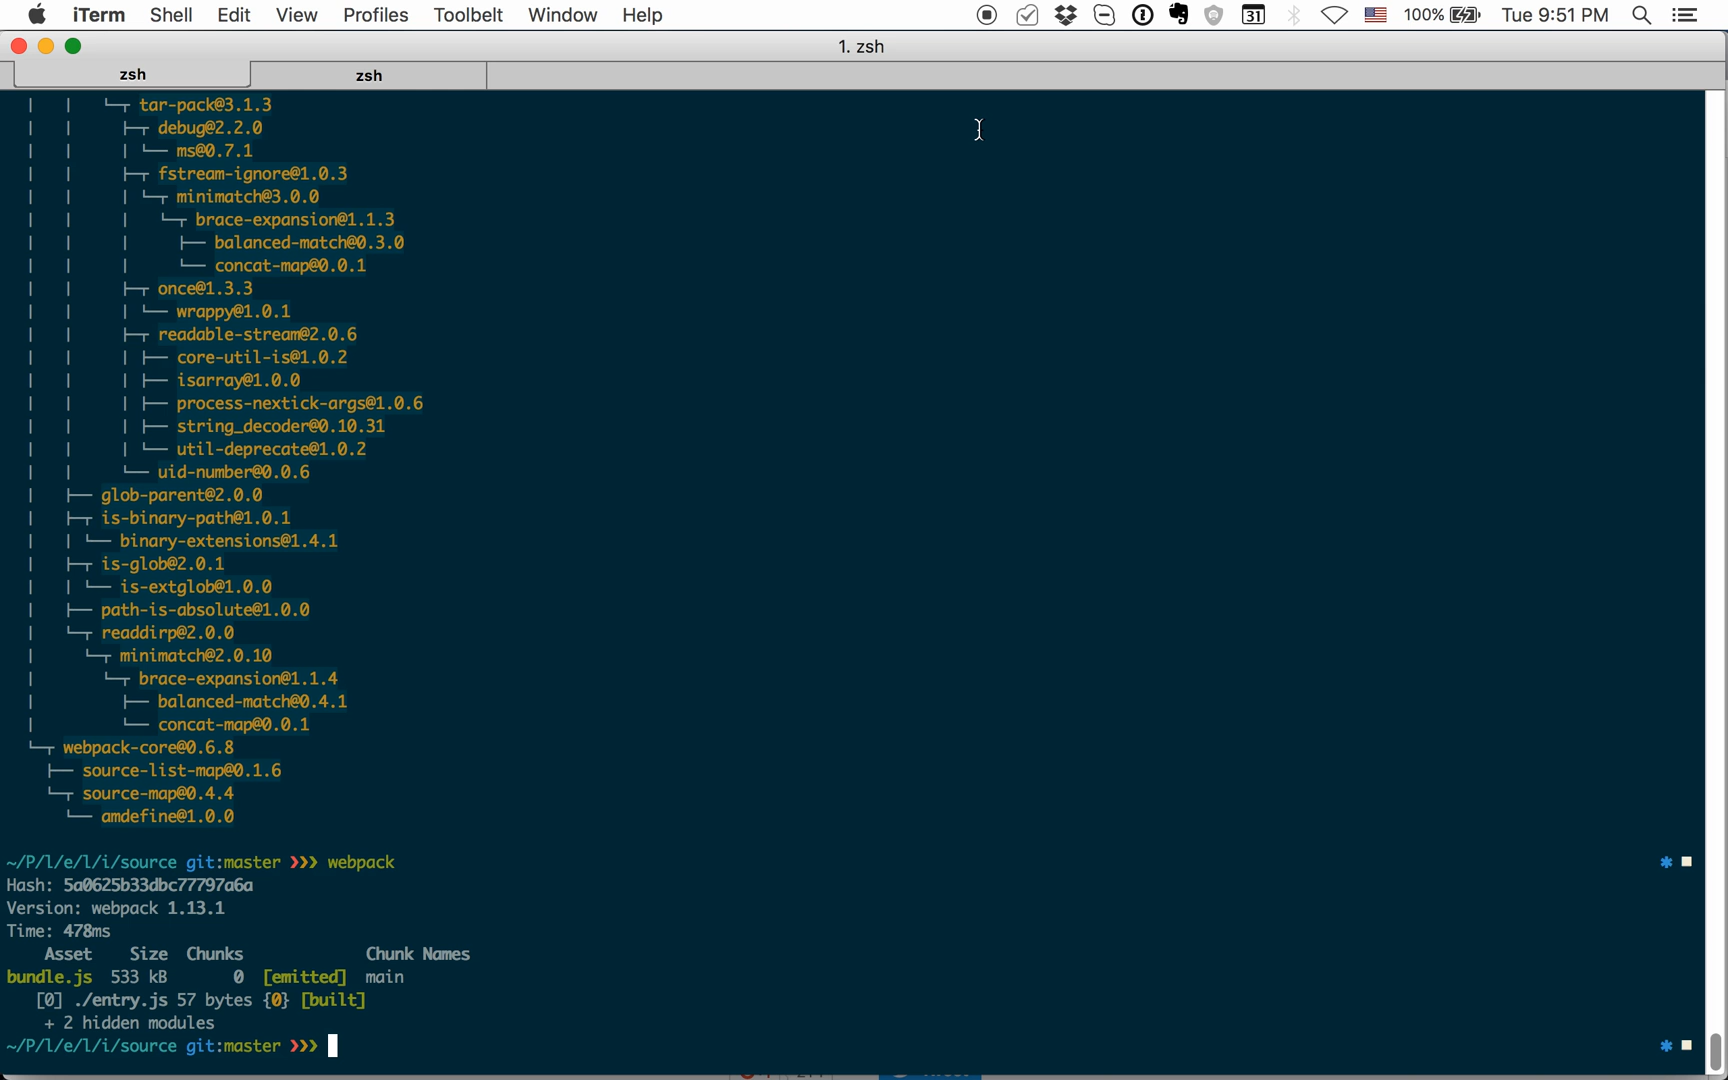 iTerm Shell Edit View Profiles Toolbelt Window Help 31 100% Tue 9:51 PM
1. zsh
zsh zsh
tar-pack@3.1.3
debug@2.2.0
ms@0.7.1
fstream-ignore@1.0.3
minimatch@3.0.0
brace-expansion@1.1.3
balanced-match@0.3.0
concat-map@0.0.1
once@1.3.3
wrappy@1.0.1
readable-stream@2.0.6
core-util-is@1.0.2
isarray@1.0.0
process-nextick-args@1.0.6
string_decoder@0.10.31
util-deprecate@1.0.2
uid-number@0.0.6
glob-parent@2.0.0
is-binary-path@1.0.1
binary-extensions@1.4.1
is-glob@2.0.1
is-extglob@1.0.0
path-is-absolute@1.0.0
readdirp@2.0.0
minimatch@2.0.10
brace-expansion@1.1.4
balanced-match@0.4.1
concat-map@0.0.1
webpack-core@0.6.8
source-list-map@0.1.6
source-map@0.4.4
amdefine@1.0.0
~/P/l/e/l/i/source git:master ❯❯❯ webpack
Hash: 5a0625b33dbc77797a6a
Version: webpack 1.13.1
Time: 478ms
Asset Size Chunks Chunk Names
bundle.js 533 kB 0 [emitted] main
[0] ./entry.js 57 bytes {0} [built]
+ 2 hidden modules
~/P/l/e/l/i/source git:master ❯❯❯